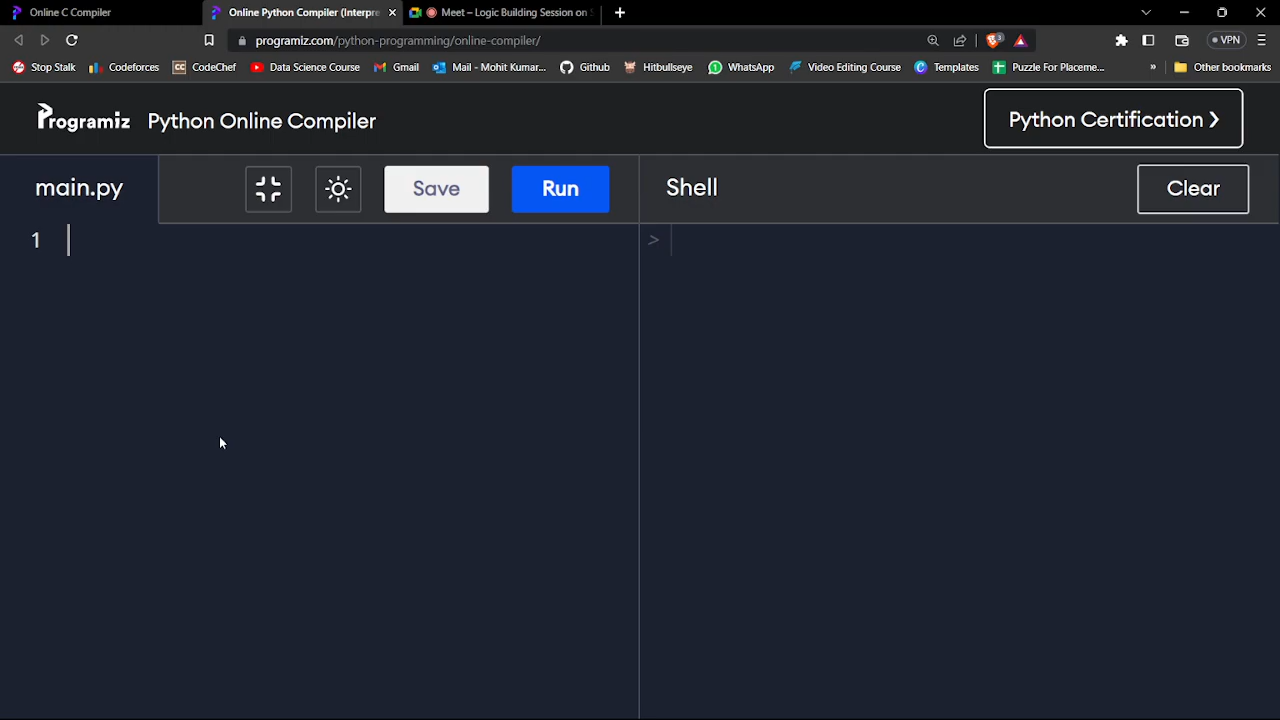 Online C Compiler
Online Python Compiler (Interpre
Meet – Logic Building Session on
programiz.com/python-programming/online-compiler/
3
VPN
Stop Stalk
Codeforces
CC CodeChef
Data Science Course
Gmail
Mail - Mohit Kumar...
Github
Hitbullseye
WhatsApp
Video Editing Course
Templates
Puzzle For Placeme...
»
Other bookmarks
Programiz
Python Online Compiler
Python Certification ❯
main.py
Save
Run
Shell
Clear
1
>